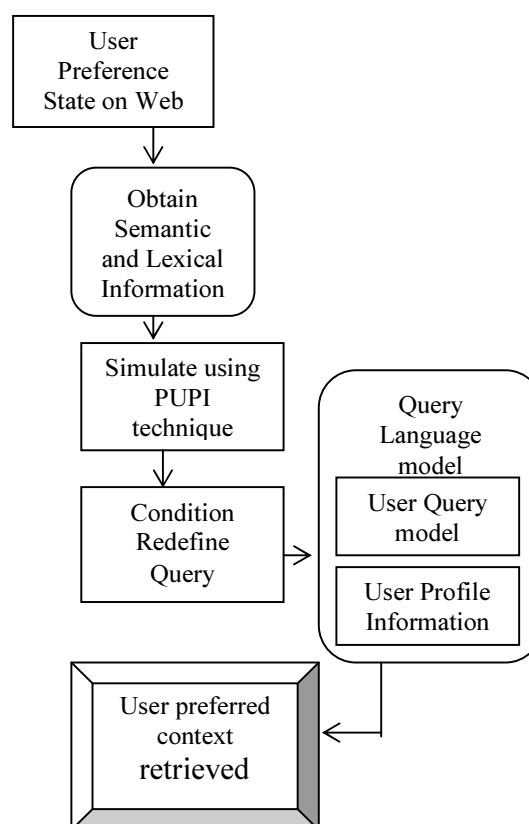 User
Preference
State on Web
Obtain
Semantic
and Lexical
Information
Simulate using
PUPI
technique
Condition
Redefine
Query
Query
Language
model
User Query
model
User Profile
Information
User preferred
context
retrieved